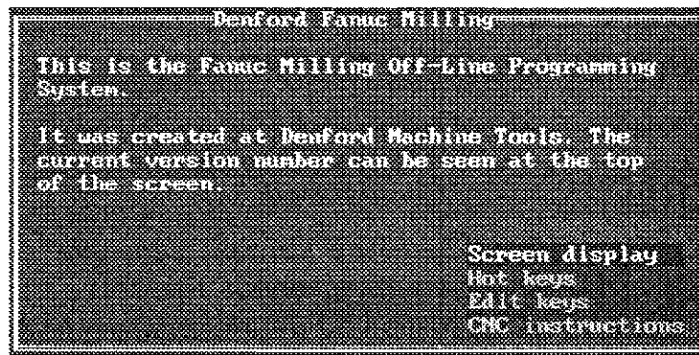 Denford Fanuc Milling
This is the Fanuc Milling Off-Line Programming
System.
It was created at Denford Machine Tools. The
current version number can be seen at the top
of the screen.
Screen display
Hot keys
Edit keys
CNC instructions